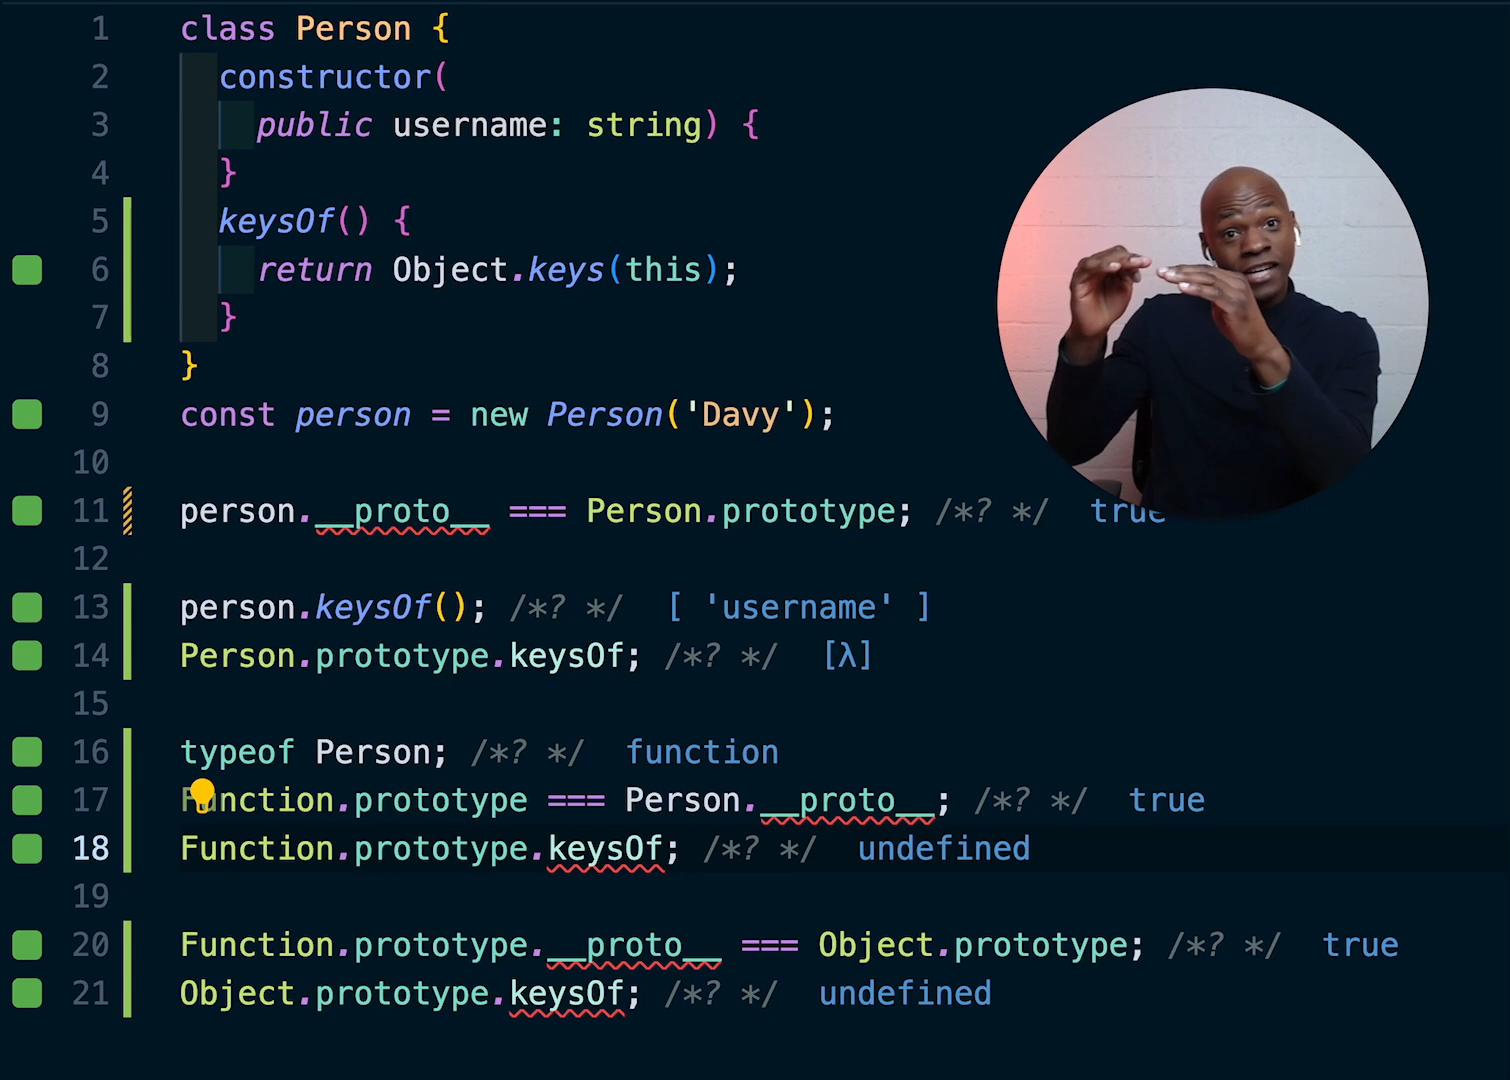 1 class Person {
2 constructor(
3 public username: string) {
4 }
5 keysOf() {
6 return Object.keys(this);
7 }
8 }
9 const person = new Person('Davy');
10
11 person.__proto__ === Person.prototype; /*? */ true
12
13 person.keysOf(); /*? */ [ 'username' ]
14 Person.prototype.keysOf; /*? */ [λ]
15
16 typeof Person; /*? */ function
17 Function.prototype === Person.__proto__; /*? */ true
18 Function.prototype.keysOf; /*? */ undefined
19
20 Function.prototype.__proto__ === Object.prototype; /*? */ true
21 Object.prototype.keysOf; /*? */ undefined